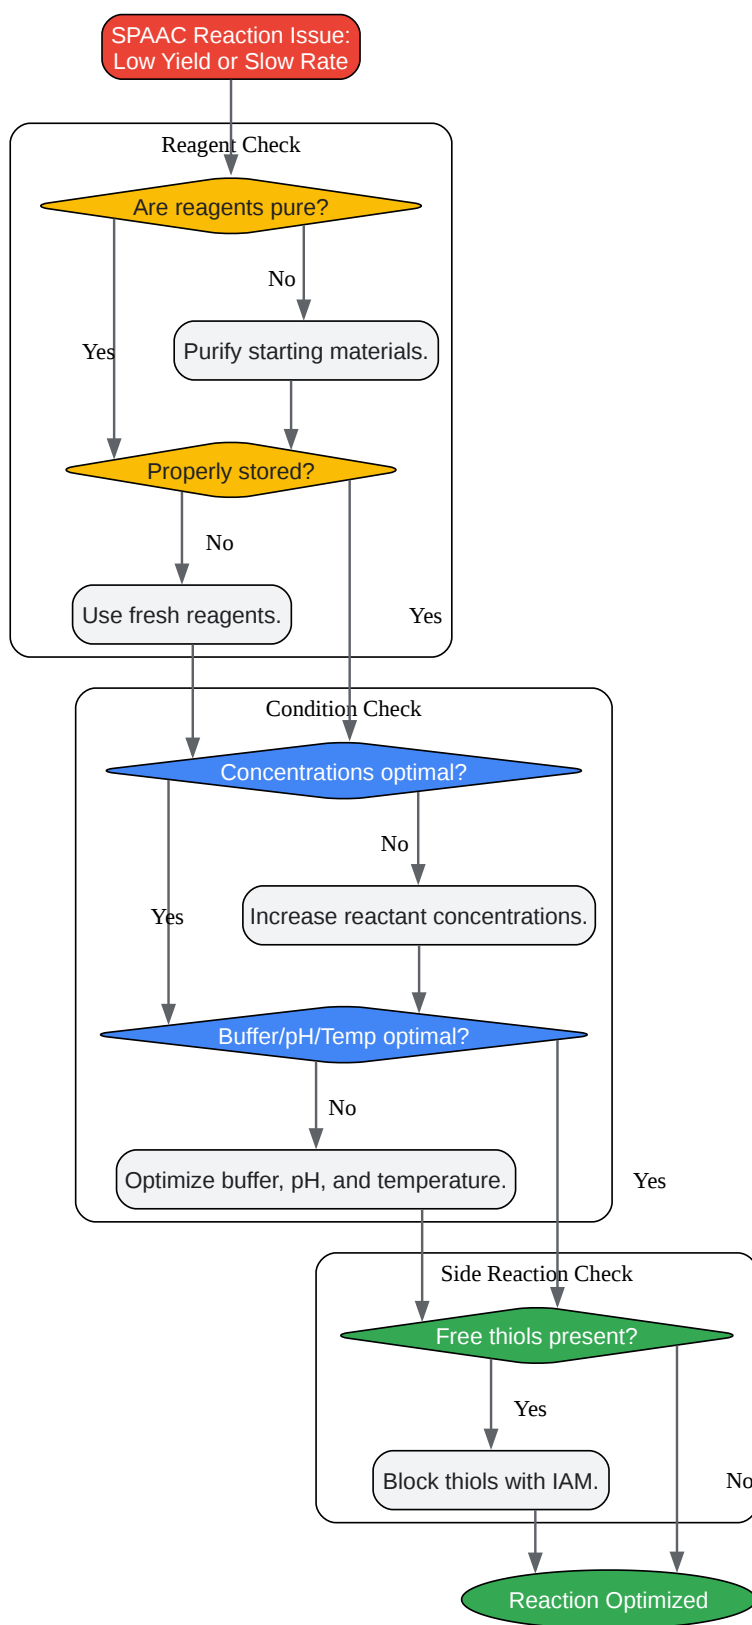 SPAAC Reaction Issue:
Low Yield or Slow Rate
Reagent Check
Are reagents pure?
No
Yes
Purify starting materials.
Properly stored?
No
Use fresh reagents.
Yes
Condition Check
Concentrations optimal?
No
Yes
Increase reactant concentrations.
Buffer/pH/Temp optimal?
No
Optimize buffer, pH, and temperature.
Yes
Side Reaction Check
Free thiols present?
Yes
Block thiols with IAM.
No
Reaction Optimized